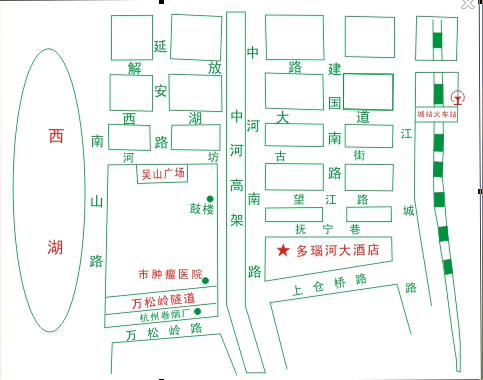 延安路
中河南路
解放路
建国南路
西湖大道
西湖
南山路
河坊街
古
中河高架
江城路
城站火车站
吴山广场
鼓楼
望江路
抚宁巷
多瑙河大酒店
市肿瘤医院
万松岭隧道
杭州卷烟厂
万松岭路
上仓桥路